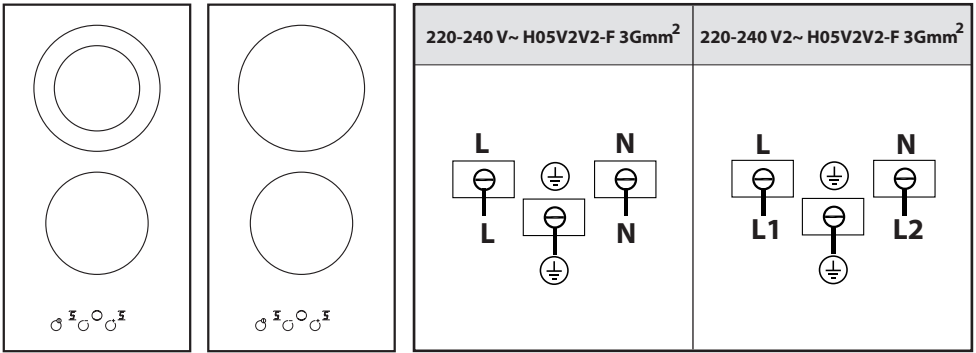 220-240 V~ H05V2V2-F 3Gmm²
220-240 V2~ H05V2V2-F 3Gmm²
L N
L N
L N
L1 L2